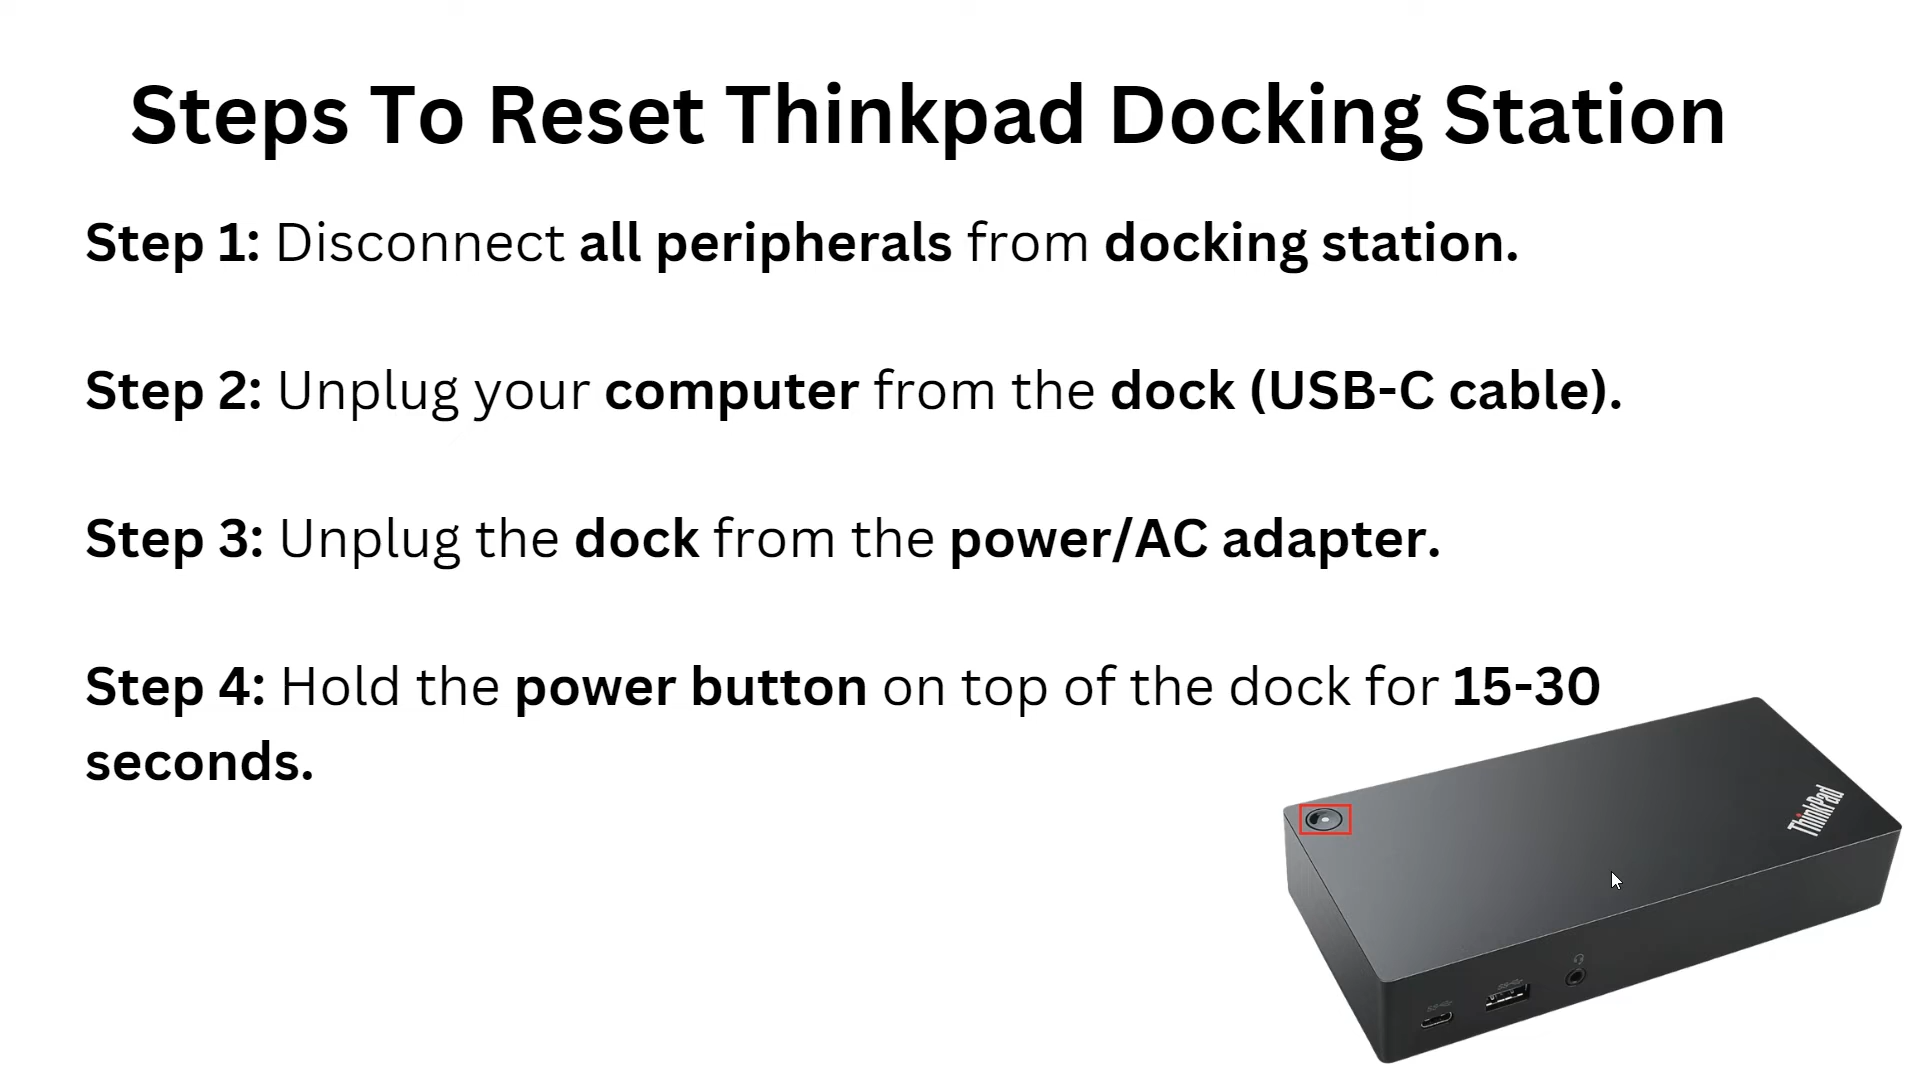 Steps To Reset Thinkpad Docking Station
Step 1: Disconnect all peripherals from docking station.
Step 2: Unplug your computer from the dock (USB-C cable).
Step 3: Unplug the dock from the power/AC adapter.
Step 4: Hold the power button on top of the dock for 15-30
seconds.
ThinkPad